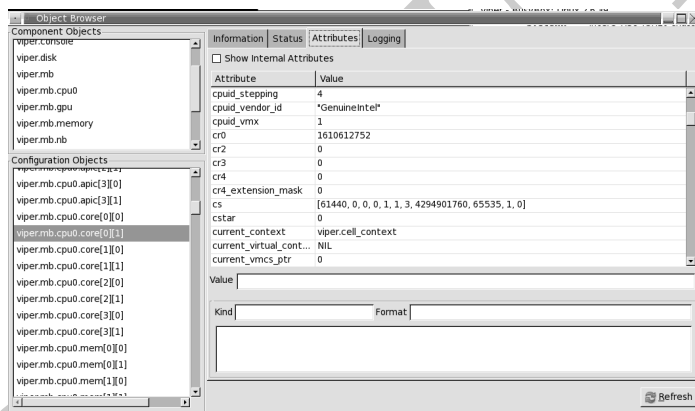 Object Browser
Component Objects
viper.console
viper.disk
viper.mb
viper.mb.cpu0
viper.mb.gpu
viper.mb.memory
viper.mb.nb
Configuration Objects
viper.mb.cpu0.apic[3][0]
viper.mb.cpu0.apic[3][1]
viper.mb.cpu0.core[0][0]
viper.mb.cpu0.core[0][1]
viper.mb.cpu0.core[1][0]
viper.mb.cpu0.core[1][1]
viper.mb.cpu0.core[2][0]
viper.mb.cpu0.core[2][1]
viper.mb.cpu0.core[3][0]
viper.mb.cpu0.core[3][1]
viper.mb.cpu0.mem[0][0]
viper.mb.cpu0.mem[0][1]
viper.mb.cpu0.mem[1][0]
Information Status Attributes Logging
Show Internal Attributes
Attribute Value
cpuid_stepping 4
cpuid_vendor_id "GenuineIntel"
cpuid_vmx 1
cr0 1610612752
cr2 0
cr3 0
cr4 0
cr4_extension_mask 0
cs [61440, 0, 0, 0, 1, 1, 3, 4294901760, 65535, 1, 0]
cstar 0
current_context viper.cell_context
current_virtual_cont... NIL
current_vmcs_ptr 0
Value
Kind Format
Refresh